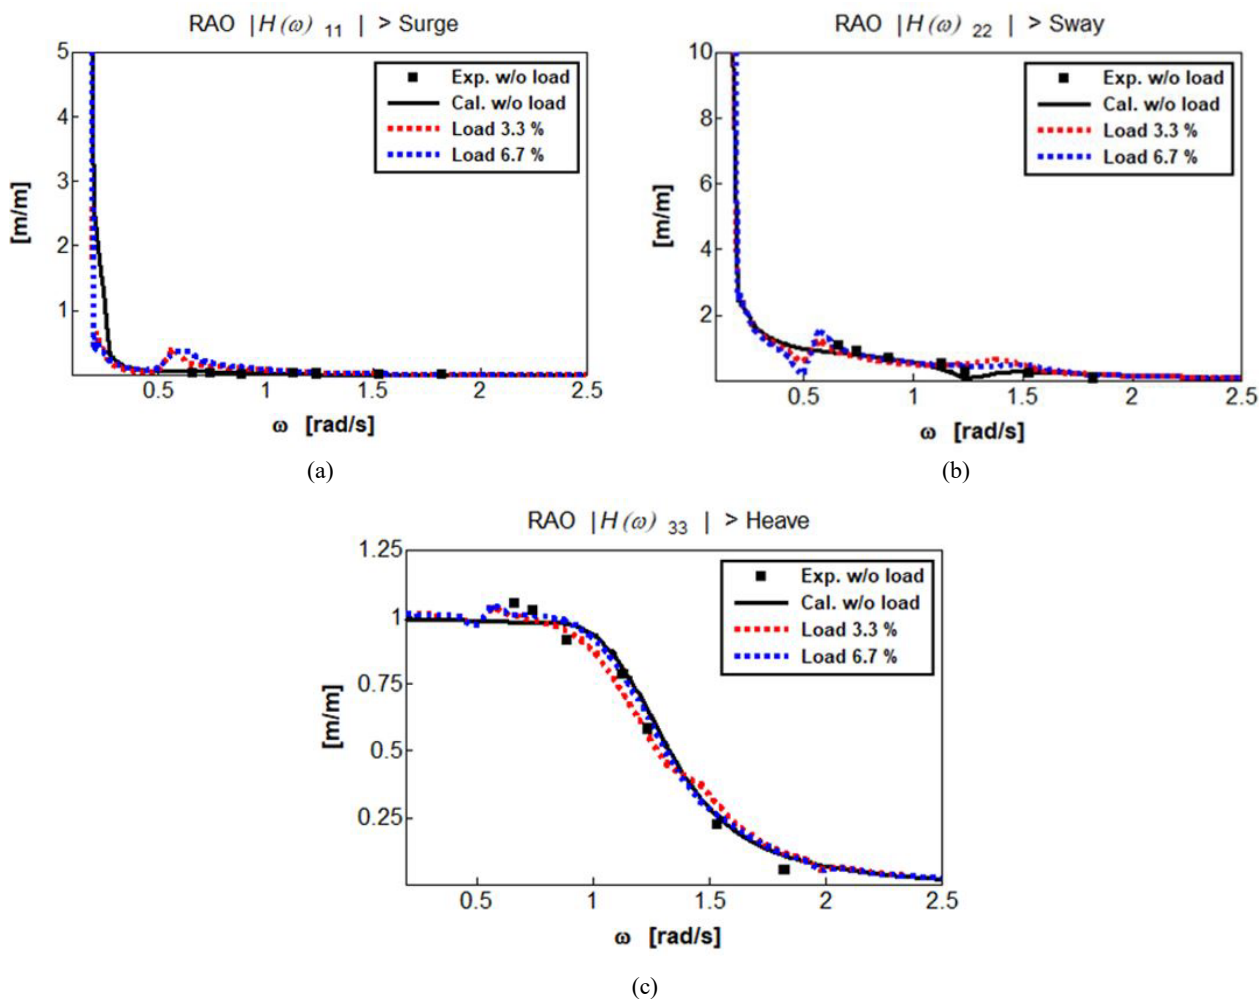 RAO |H(ω) 11 | > Surge
5
4
3
2
1
[m/m]
Exp. w/o load
Cal. w/o load
Load 3.3 %
Load 6.7 %
0.5 1 1.5 2 2.5
ω [rad/s]
(a)
RAO |H(ω) 22 | > Sway
10
8
6
4
2
[m/m]
Exp. w/o load
Cal. w/o load
Load 3.3 %
Load 6.7 %
0.5 1 1.5 2 2.5
ω [rad/s]
(b)
RAO |H(ω) 33 | > Heave
1.25
1
0.75
0.5
0.25
[m/m]
Exp. w/o load
Cal. w/o load
Load 3.3 %
Load 6.7 %
0.5 1 1.5 2 2.5
ω [rad/s]
(c)